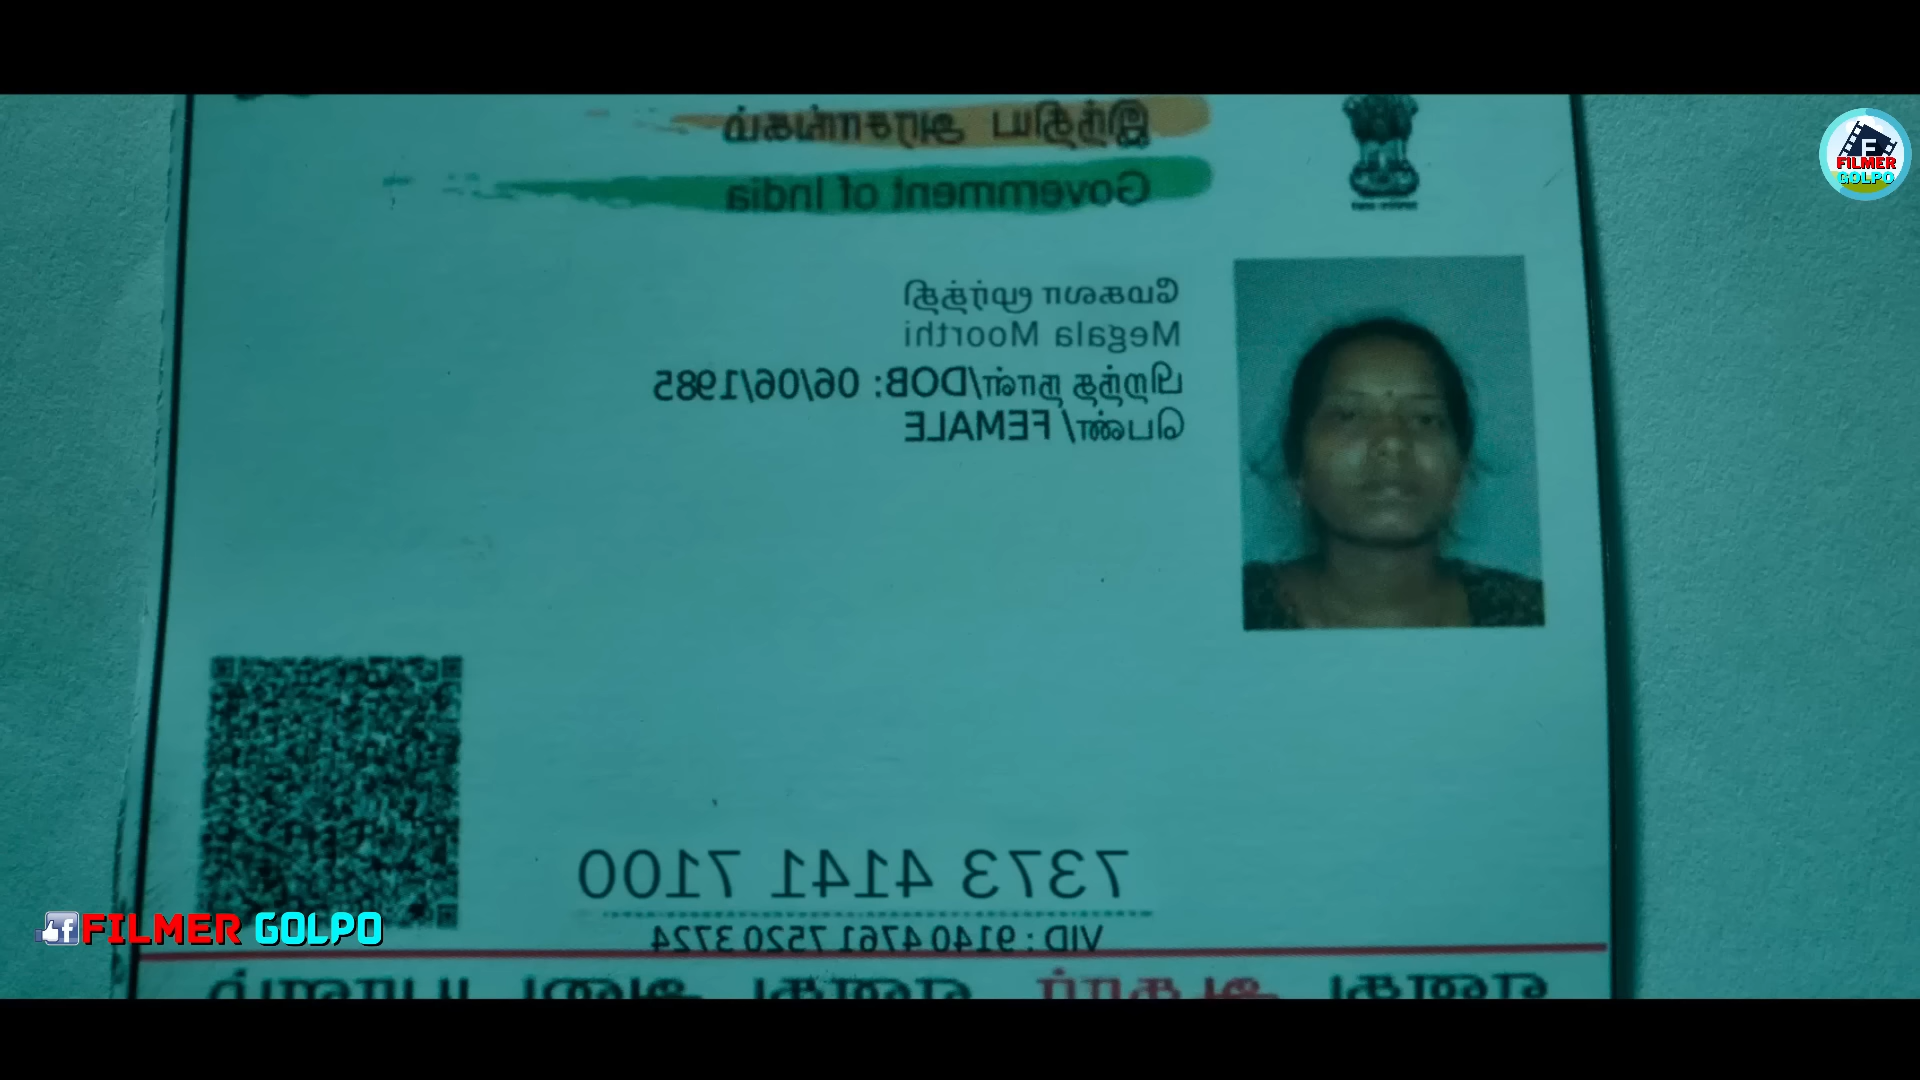 இந்திய அரசாங்கம்
Government of India
மேகலா மூர்த்தி
Megala Moorthi
பிறந்த நாள்/DOB: 06/06/1985
பெண்/ FEMALE
7373 4141 7100
VID : 9140 4761 7520 3724
FILMER GOLPO
FILMER GOLPO